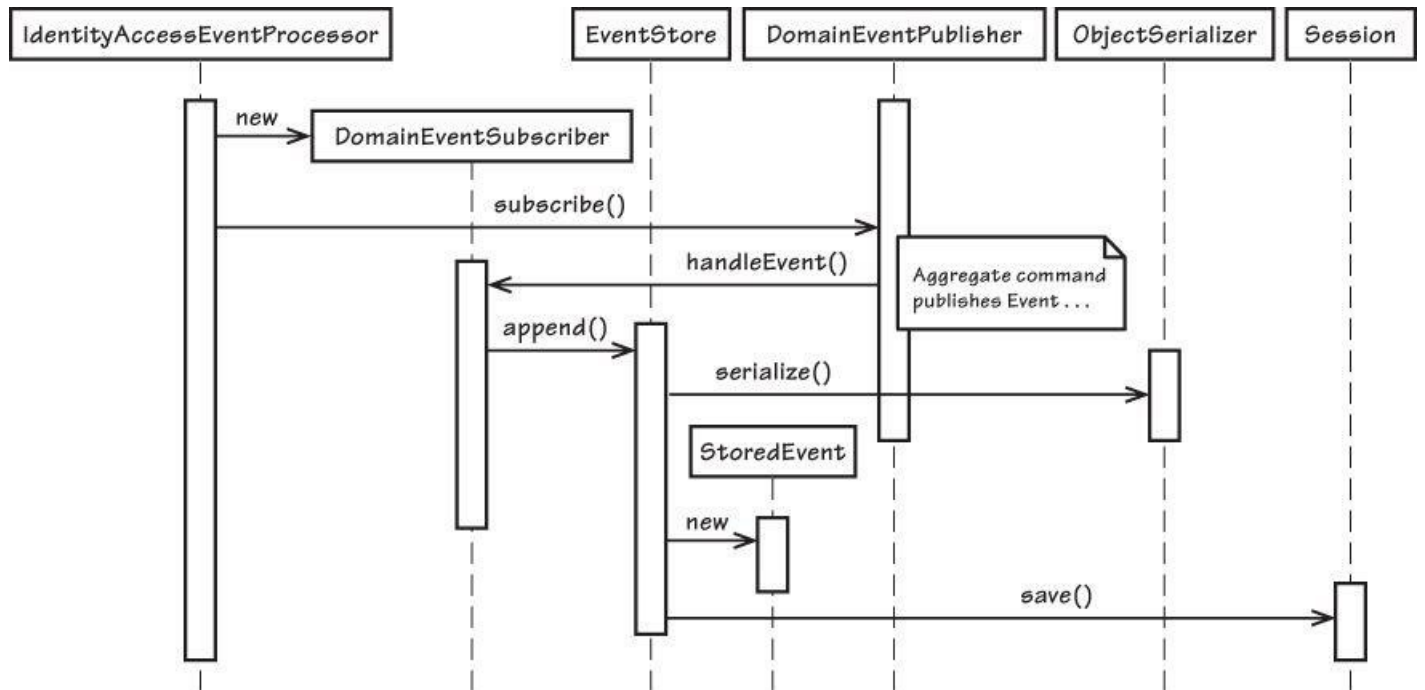 IdentityAccessEventProcessor
EventStore
DomainEventPublisher
ObjectSerializer
Session
new
DomainEventSubscriber
subscribe()
handleEvent()
Aggregate command
publishes Event . . .
append()
serialize()
StoredEvent
new
save()